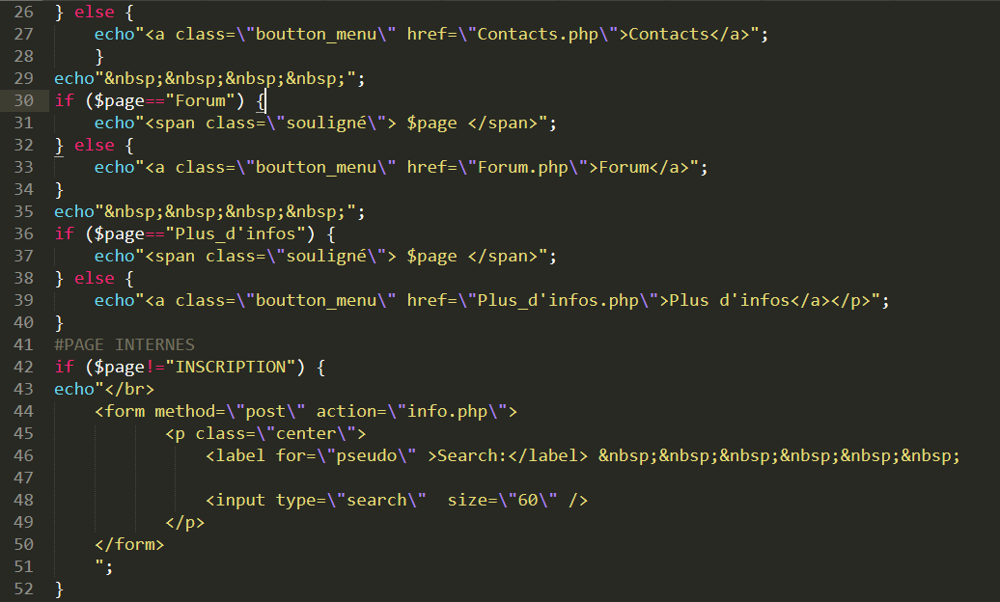 26 } else {
27 echo"<a class=\"boutton_menu\" href=\"Contacts.php\">Contacts</a>";
28 }
29 echo"&nbsp;&nbsp;&nbsp;&nbsp;";
30 if ($page=="Forum") {
31 echo"<span class=\"souligné\"> $page </span>";
32 } else {
33 echo"<a class=\"boutton_menu\" href=\"Forum.php\">Forum</a>";
34 }
35 echo"&nbsp;&nbsp;&nbsp;&nbsp;";
36 if ($page=="Plus_d'infos") {
37 echo"<span class=\"souligné\"> $page </span>";
38 } else {
39 echo"<a class=\"boutton_menu\" href=\"Plus_d'infos.php\">Plus d'infos</a></p>";
40 }
41 #PAGE INTERNES
42 if ($page!="INSCRIPTION") {
43 echo"</br>
44 <form method=\"post\" action=\"info.php\">
45 <p class=\"center\">
46 <label for=\"pseudo\" >Search:</label> &nbsp;&nbsp;&nbsp;&nbsp;&nbsp;&nbsp;
47
48 <input type=\"search\"  size=\"60\" />
49 </p>
50 </form>
51 ";
52 }